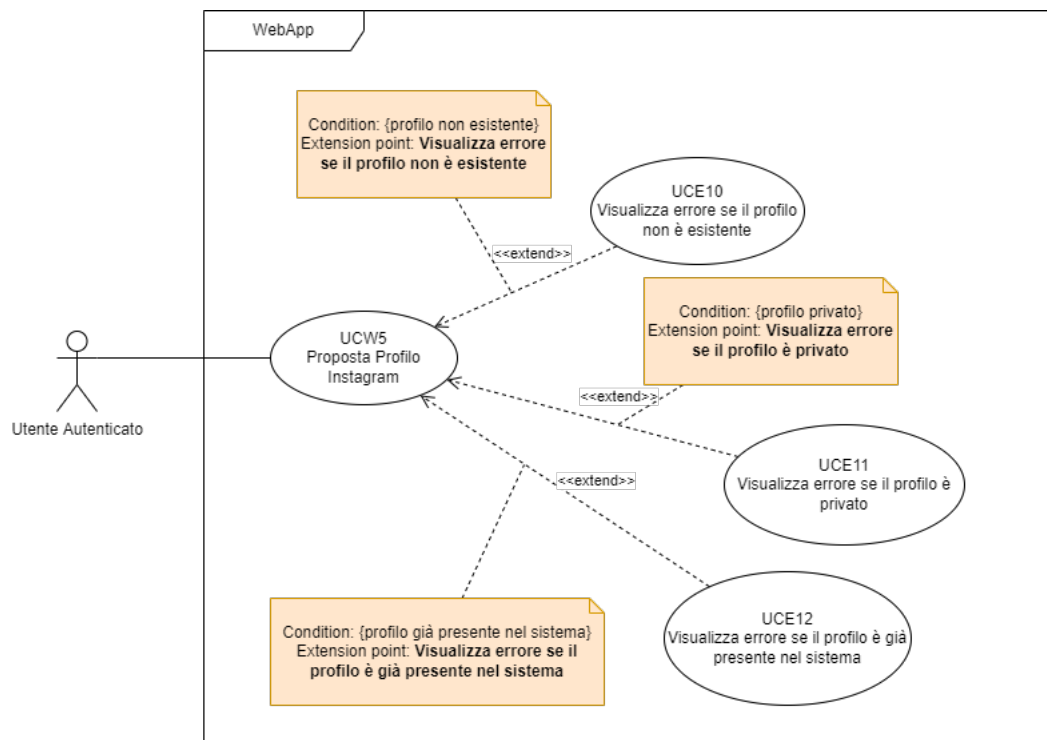 WebApp
Condition: {profilo non esistente}
Extension point: Visualizza errore
se il profilo non è esistente
UCE10
Visualizza errore se il profilo
non è esistente
<<extend>>
Condition: {profilo privato}
Extension point: Visualizza errore
se il profilo è privato
UCW5
Proposta Profilo
Instagram
<<extend>>
Utente Autenticato
UCE11
Visualizza errore se il profilo è
privato
<<extend>>
Condition: {profilo già presente nel sistema}
Extension point: Visualizza errore se il
profilo è già presente nel sistema
UCE12
Visualizza errore se il profilo è già
presente nel sistema